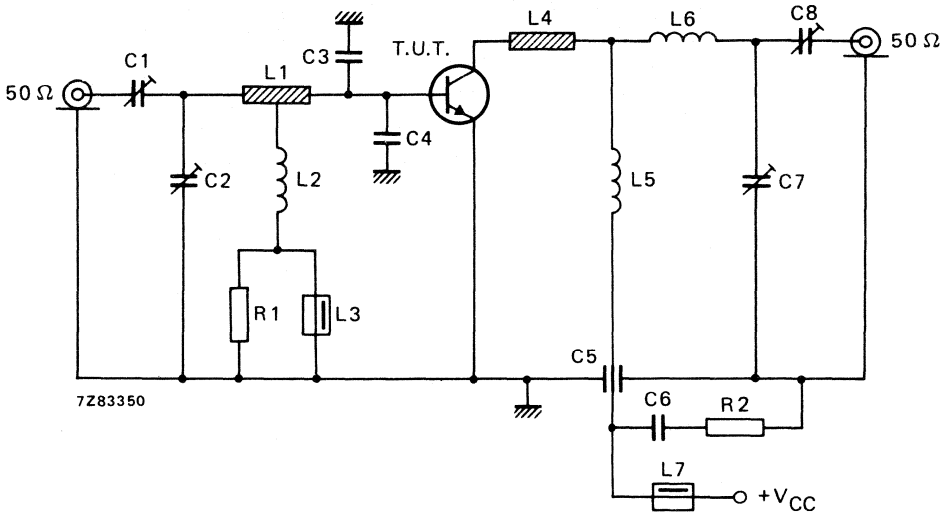 C8
L4
L6
50 Ω
C3
T.U.T.
C1
L1
50 Ω
C4
C2
L2
L5
C7
R1
L3
C5
7Z83350
C6
R2
L7
+VCC